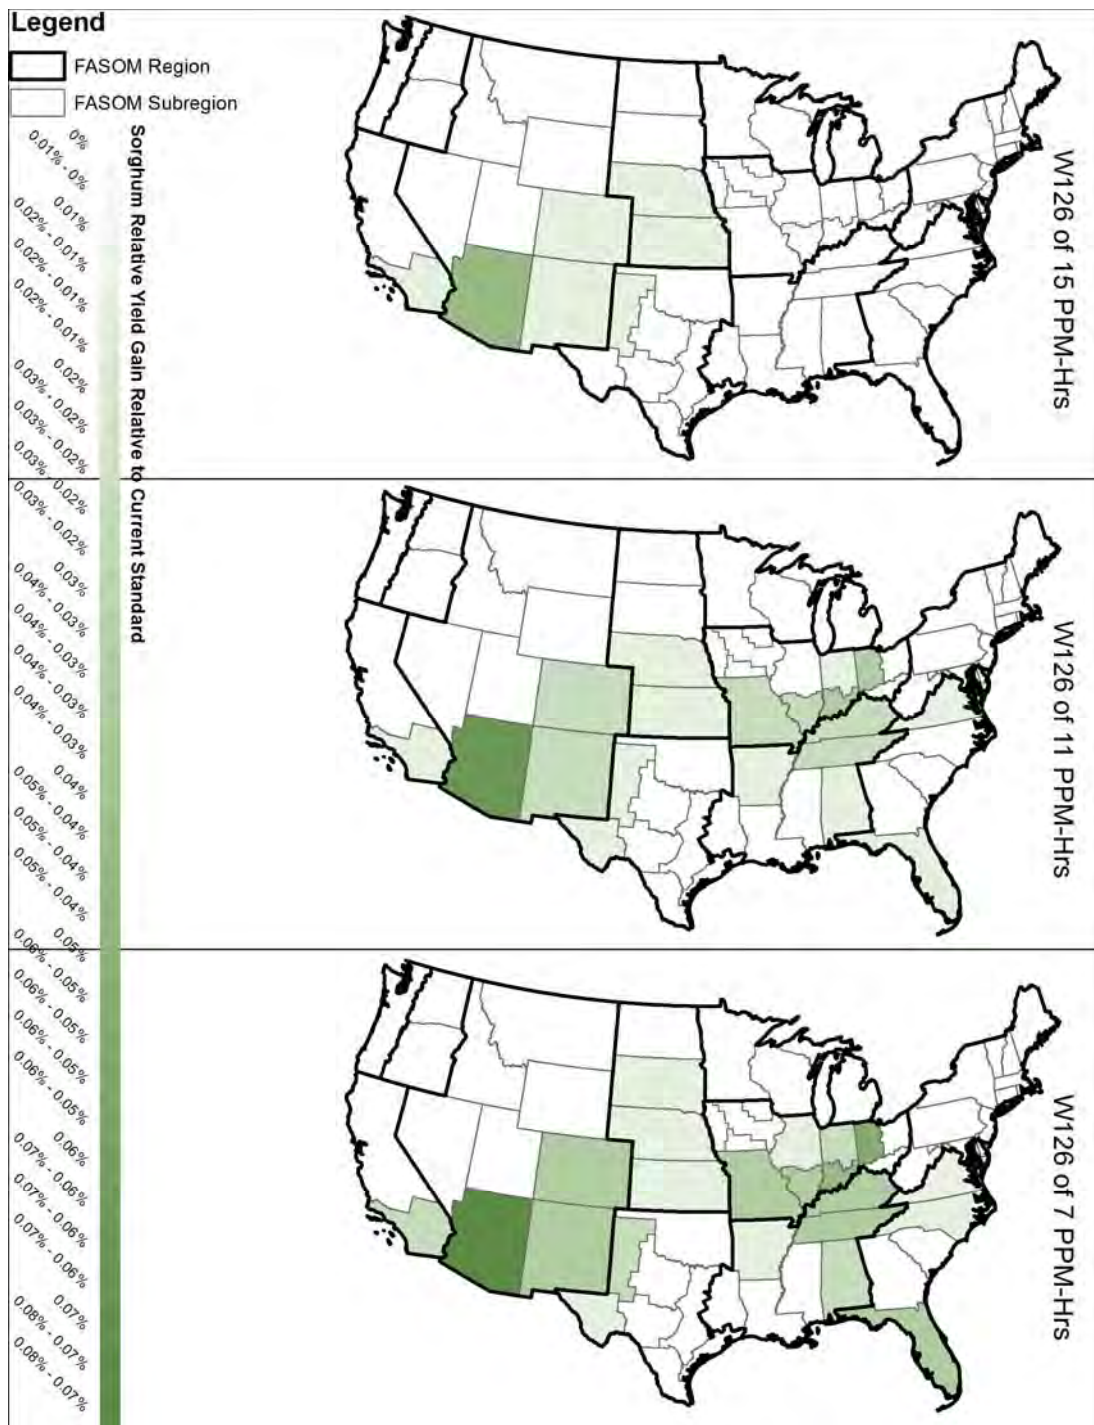 Legend
FASOM Region
FASOM Subregion
Sorghum Relative Yield Gain Relative to Current Standard
0%
0.01% - 0%
0.01%
0.02% - 0.01%
0.02% - 0.01%
0.02% - 0.01%
0.02%
0.03% - 0.02%
0.03% - 0.02%
0.03% - 0.02%
0.03% - 0.02%
0.03%
0.04% - 0.03%
0.04% - 0.03%
0.04% - 0.03%
0.04% - 0.03%
0.04%
0.05% - 0.04%
0.05% - 0.04%
0.05% - 0.04%
0.05%
0.06% - 0.05%
0.06% - 0.05%
0.06% - 0.05%
0.06% - 0.05%
0.06%
0.07% - 0.06%
0.07% - 0.06%
0.07% - 0.06%
0.07%
0.08% - 0.07%
0.08% - 0.07%
W126 of 15 PPM-Hrs
W126 of 11 PPM-Hrs
W126 of 7 PPM-Hrs